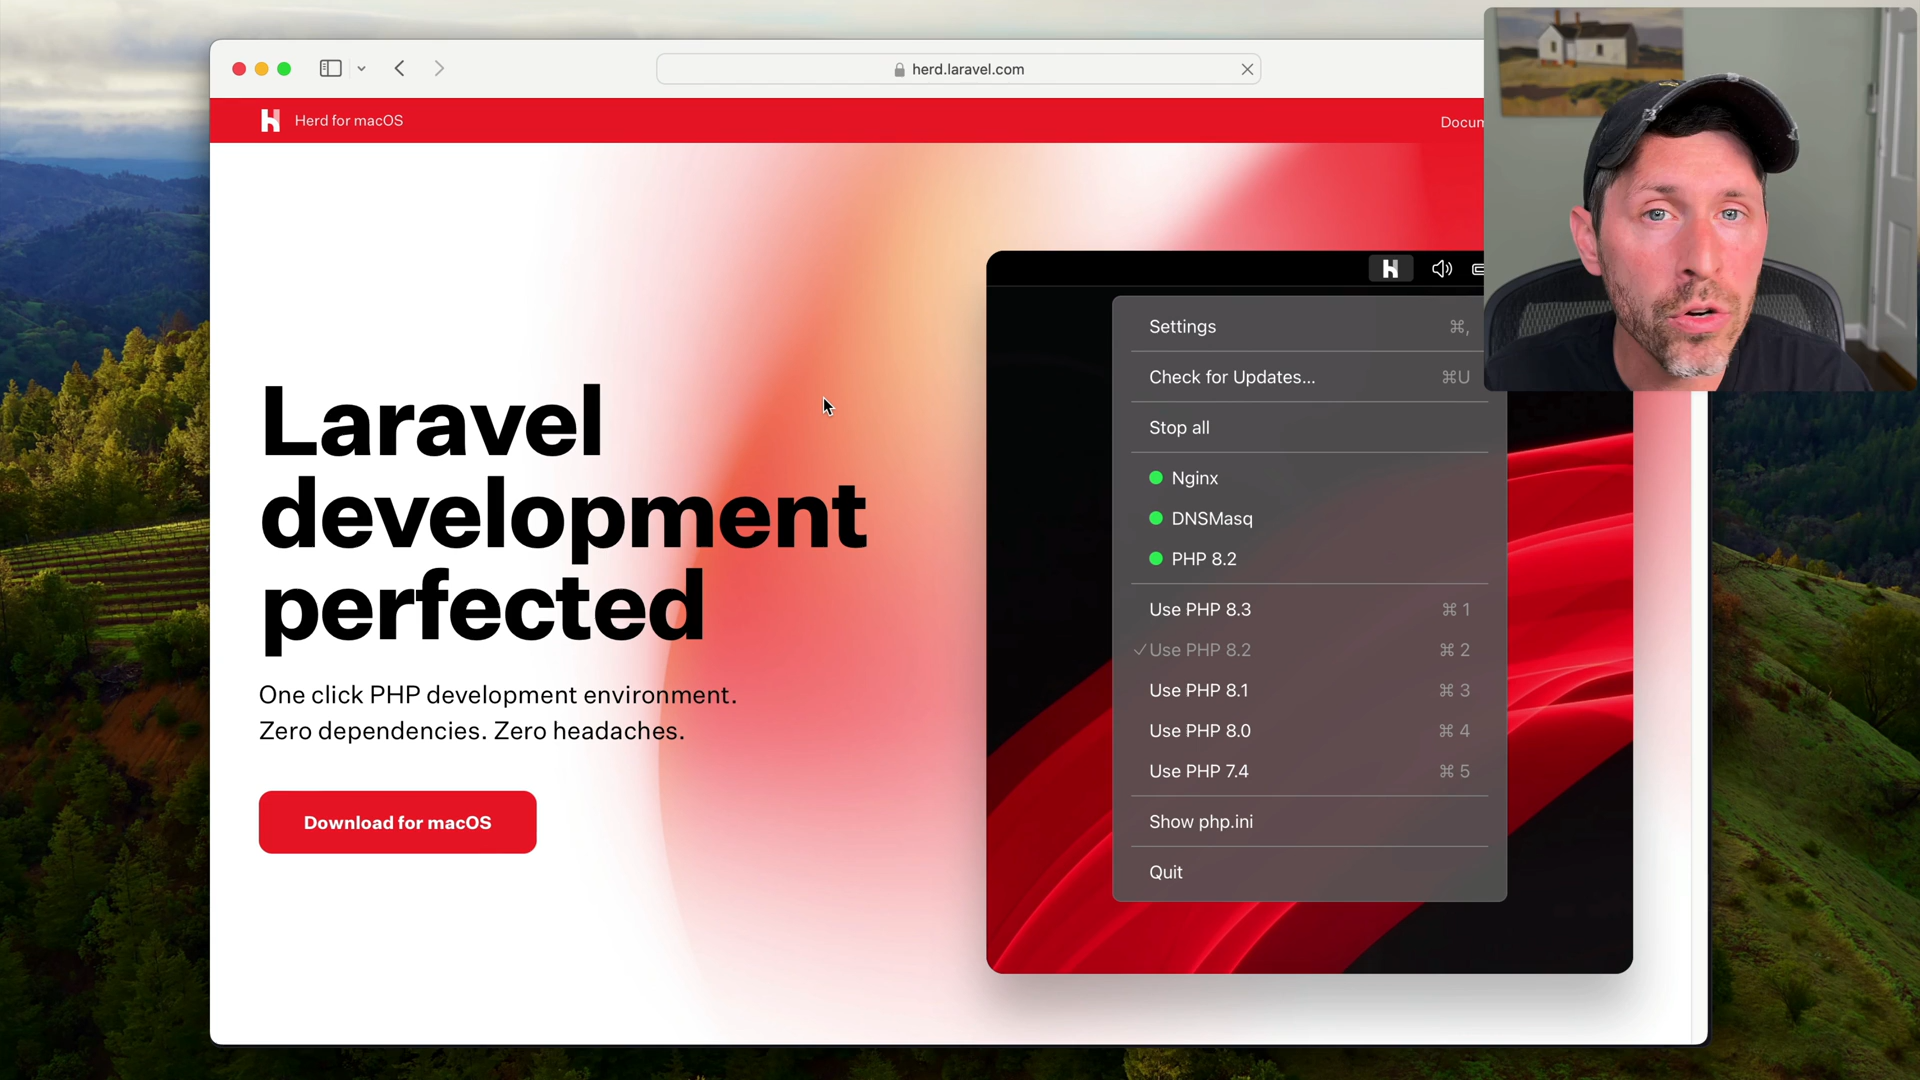 herd.laravel.com
H Herd for macOS
Docum
Laravel
development
perfected
One click PHP development environment.
Zero dependencies. Zero headaches.
Download for macOS
H
Settings ⌘,
Check for Updates... ⌘U
Stop all
Nginx
DNSMasq
PHP 8.2
Use PHP 8.3 ⌘ 1
✓Use PHP 8.2 ⌘ 2
Use PHP 8.1 ⌘ 3
Use PHP 8.0 ⌘ 4
Use PHP 7.4 ⌘ 5
Show php.ini
Quit